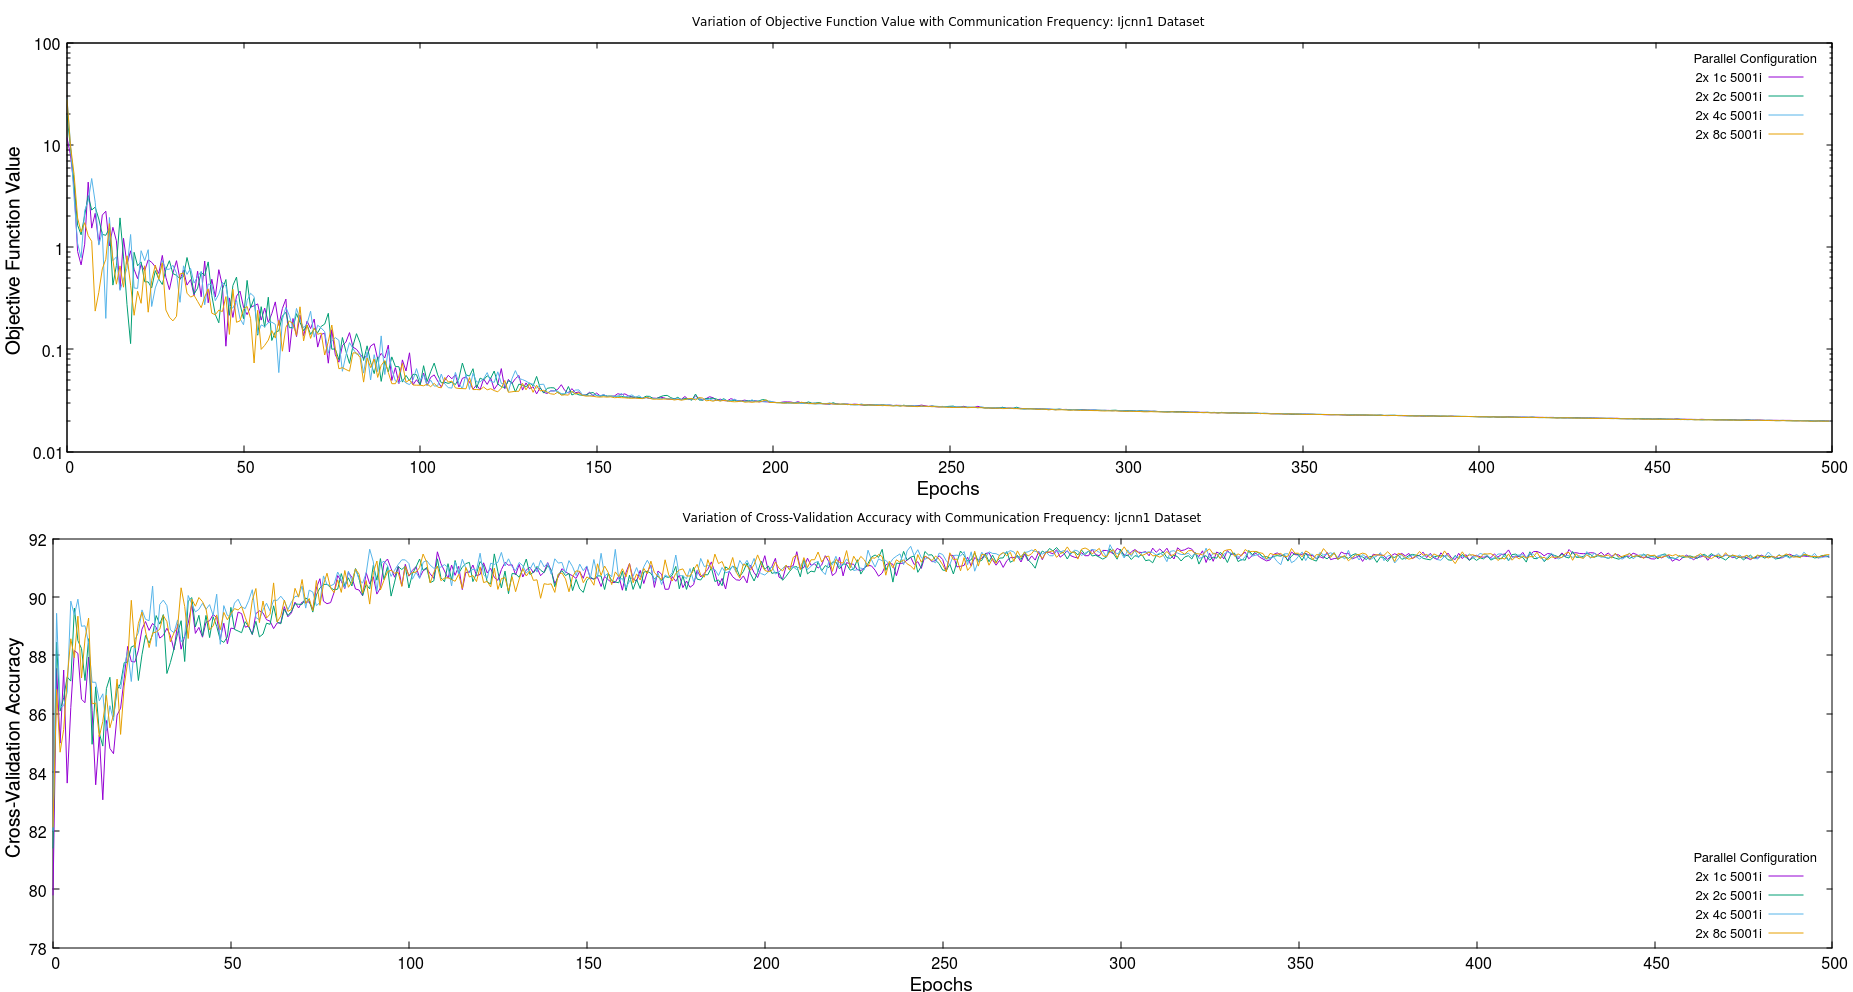 Variation of Objective Function Value with Communication Frequency: Ijcnn1 Dataset
100
10
1
0.1
0.01
Objective Function Value
Parallel Configuration
2x 1c 5001i
2x 2c 5001i
2x 4c 5001i
2x 8c 5001i
0 50 100 150 200 250 300 350 400 450 500
Epochs
Variation of Cross-Validation Accuracy with Communication Frequency: Ijcnn1 Dataset
92
90
88
86
84
82
80
78
Cross-Validation Accuracy
Parallel Configuration
2x 1c 5001i
2x 2c 5001i
2x 4c 5001i
2x 8c 5001i
0 50 100 150 200 250 300 350 400 450 500
Epochs